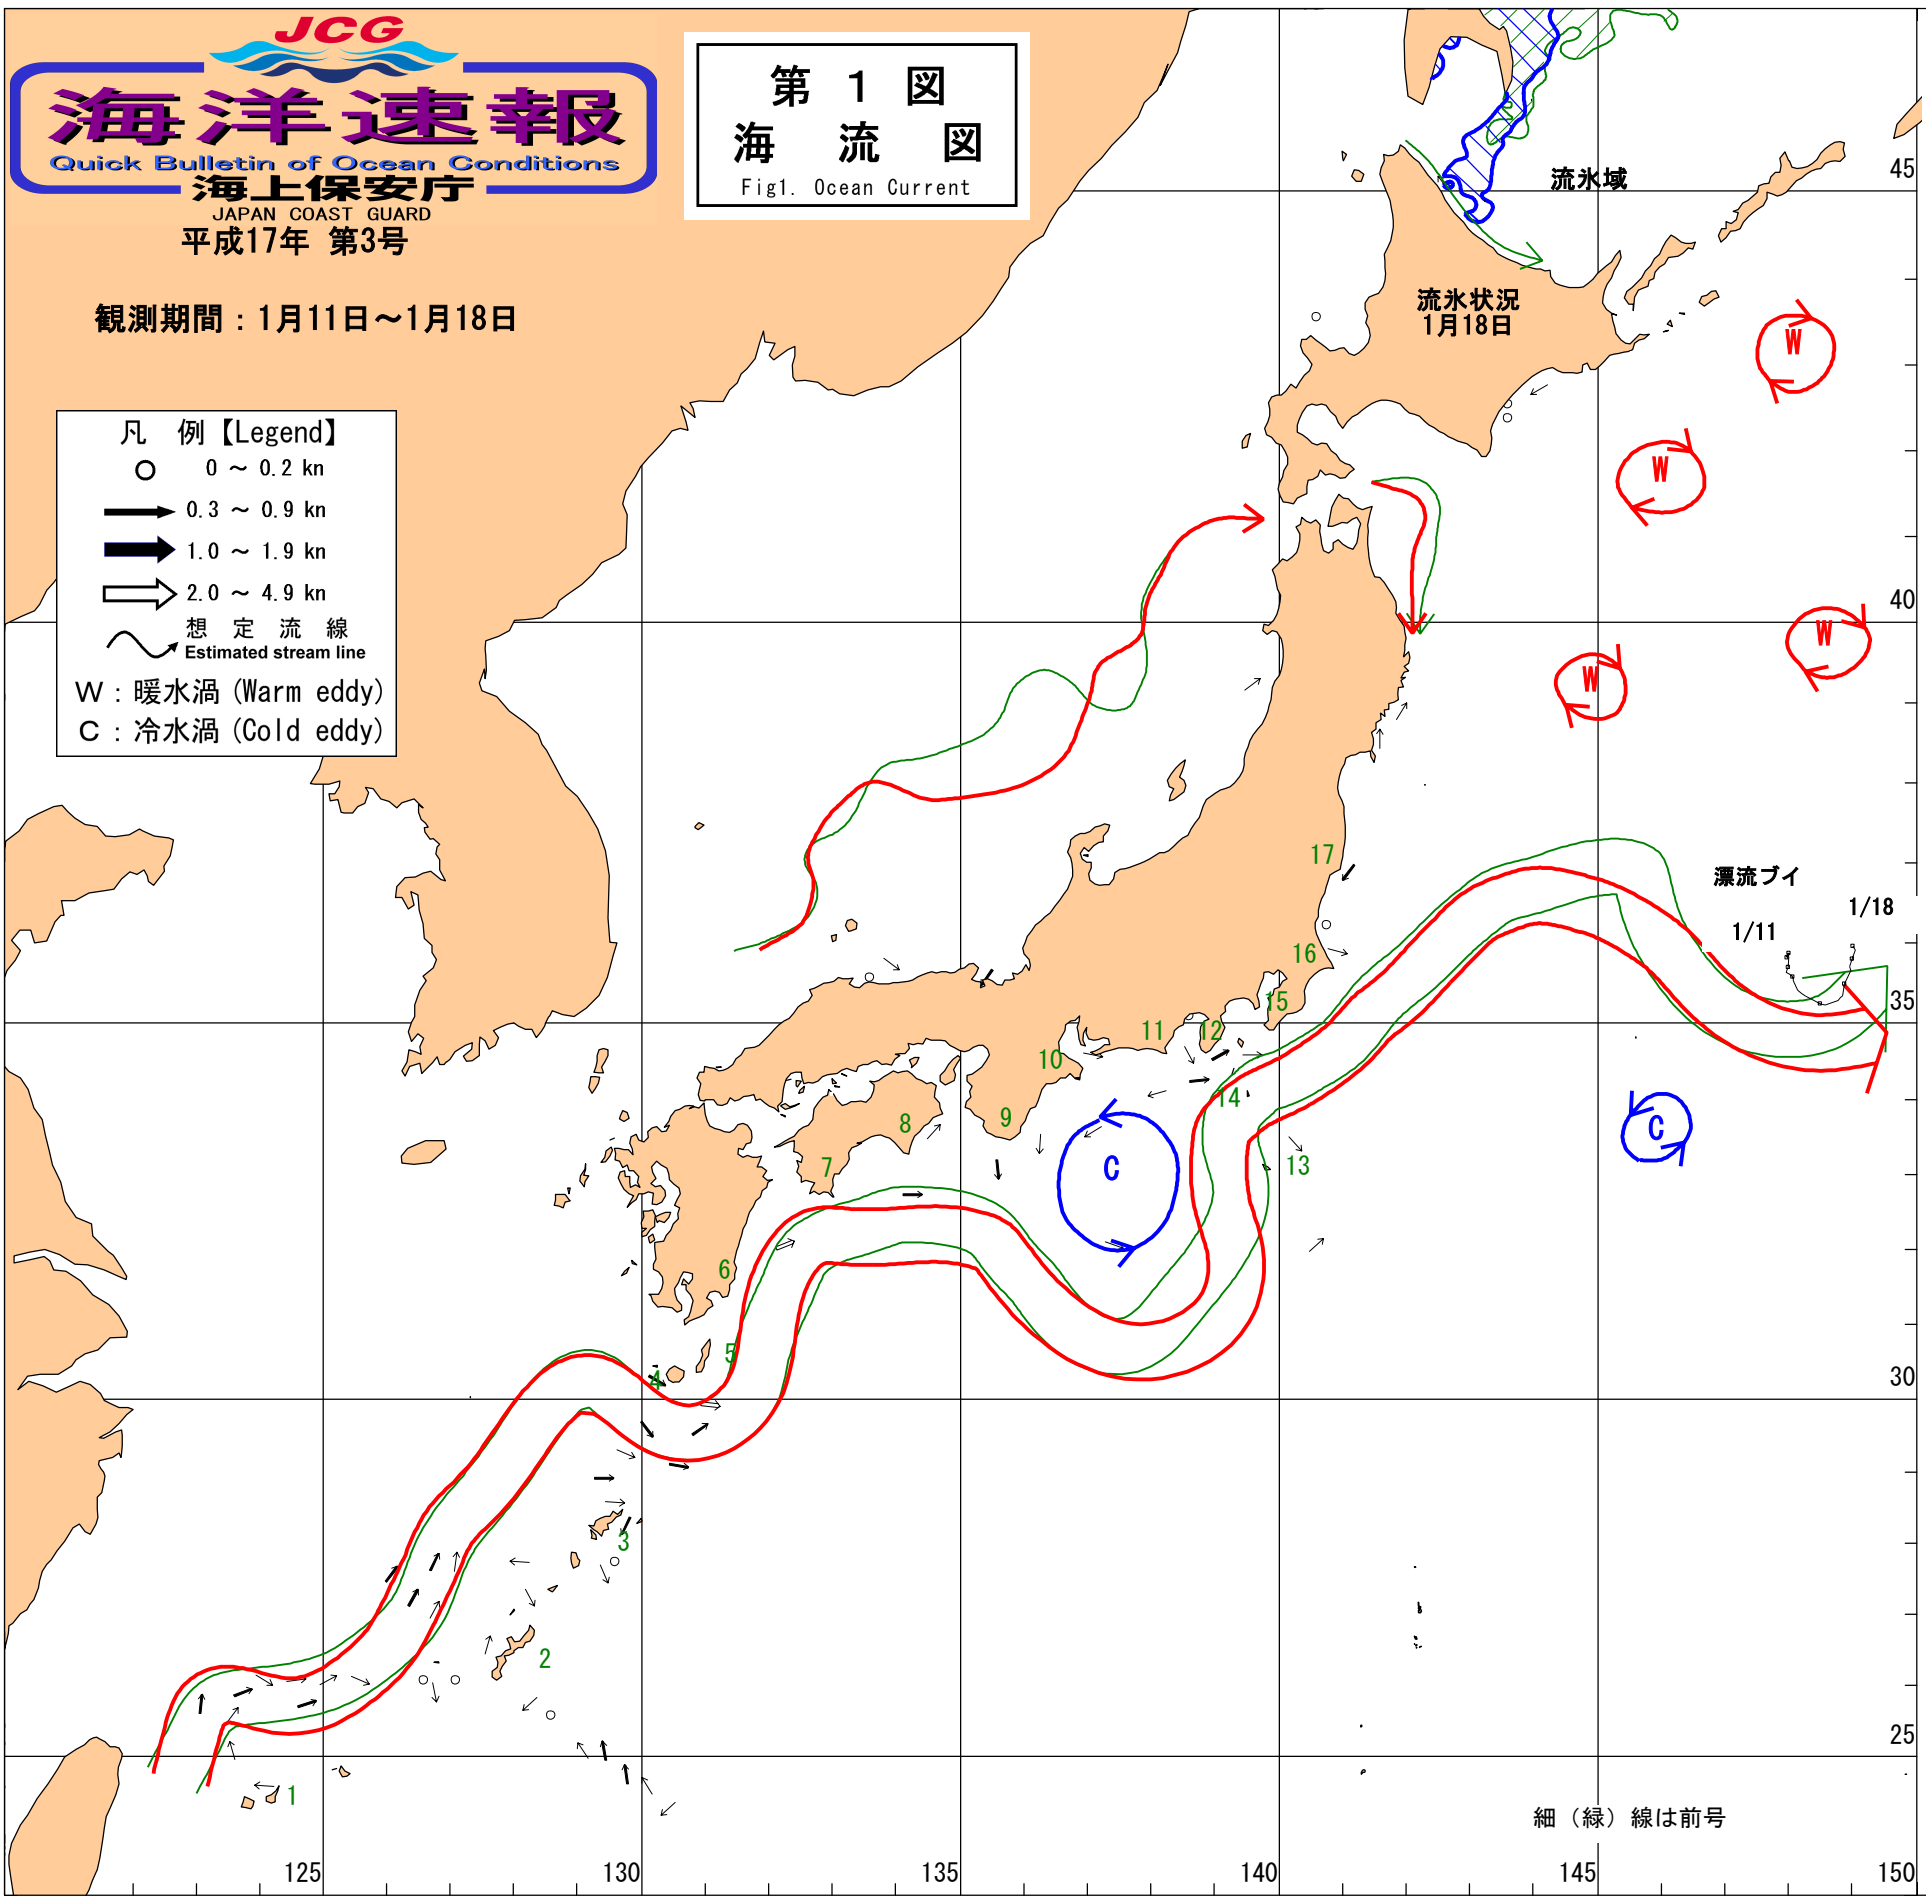 JCG
海洋速報
Quick Bulletin of Ocean Conditions
海上保安庁
JAPAN COAST GUARD
平成17年 第3号
観測期間：1月11日～1月18日
第 1 図
海 流 図
Fig1. Ocean Current
凡 例【Legend】
0 ～ 0.2 kn
0.3 ～ 0.9 kn
1.0 ～ 1.9 kn
2.0 ～ 4.9 kn
想 定 流 線
Estimated stream line
W：暖水渦(Warm eddy)
C：冷水渦(Cold eddy)
流氷域
45
流氷状況
1月18日
W
W
40
W
W
17
漂流ブイ
1/18
1/11
16
35
15
12
11
10
14
9
8
C
C
13
7
6
5
4
30
3
2
25
1
細（緑）線は前号
125
130
135
140
145
150